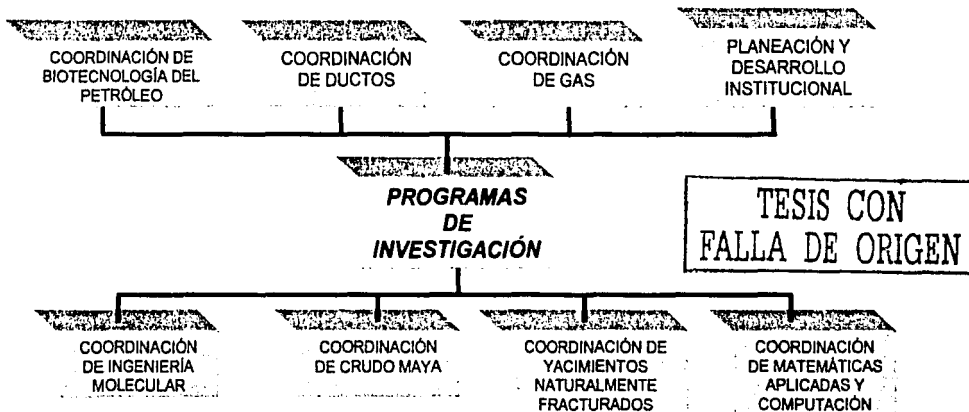 COORDINACIÓN DE
BIOTECNOLOGÍA DEL
PETRÓLEO
COORDINACIÓN
DE DUCTOS
COORDINACIÓN
DE GAS
PLANEACIÓN Y
DESARROLLO
INSTITUCIONAL
PROGRAMAS
DE
INVESTIGACIÓN
TESIS CON
FALLA DE ORIGEN
COORDINACIÓN
DE INGENIERÍA
MOLECULAR
COORDINACIÓN
DE CRUDO MAYA
COORDINACIÓN DE
YACIMIENTOS
NATURALMENTE
FRACTURADOS
COORDINACIÓN
DE MATEMÁTICAS
APLICADAS Y
COMPUTACIÓN